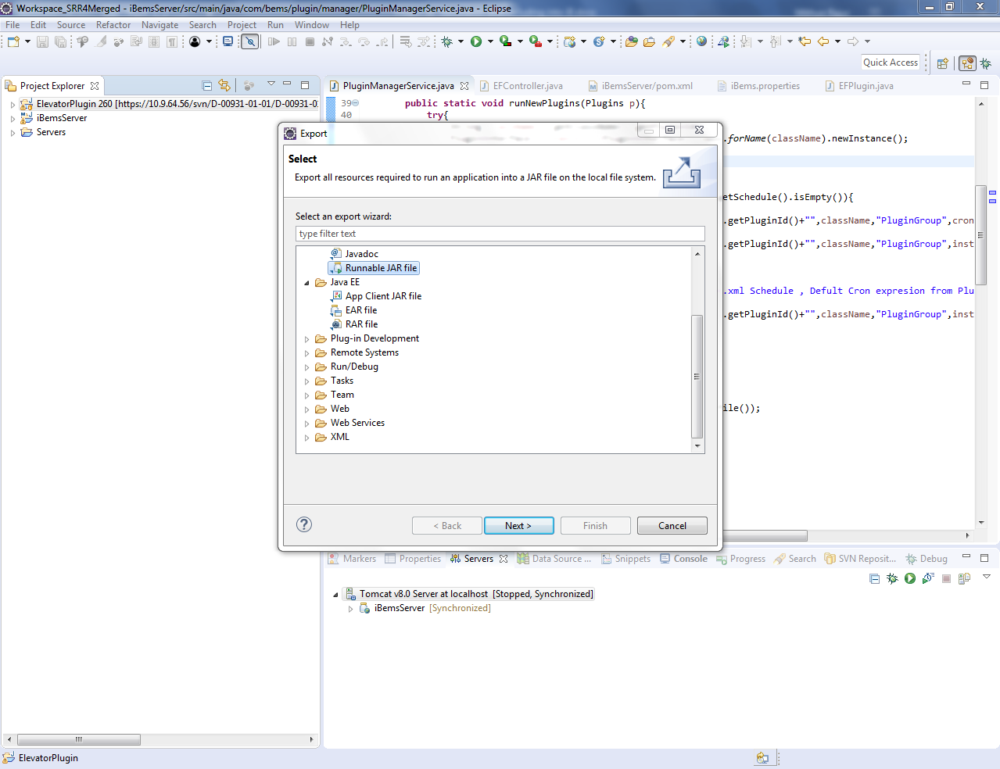 Workspace_SRR4Merged - iBemsServer/src/main/java/com/bems/plugin/manager/PluginManagerService.java - Eclipse
File Edit Source Refactor Navigate Search Project Run Window Help
Quick Access
Project Explorer
ElevatorPlugin 260 [https://10.9.64.56/svn/D-00931-01-01/D-00931-0
iBemsServer
Servers
PluginManagerService.java EFController.java iBemsServer/pom.xml iBems.properties EFPlugin.java
39 public static void runNewPlugins(Plugins p){
40 try{
.forName(className).newInstance();
etSchedule().isEmpty()){
.getPluginId()+"",className,"PluginGroup",cron
.getPluginId()+"",className,"PluginGroup",inst
.xml Schedule , Defult Cron expresion from Plu
.getPluginId()+"",className,"PluginGroup",inst
ile());
Export
Select
Export all resources required to run an application into a JAR file on the local file system.
Select an export wizard:
type filter text
Javadoc
Runnable JAR file
Java EE
App Client JAR file
EAR file
RAR file
Plug-in Development
Remote Systems
Run/Debug
Tasks
Team
Web
Web Services
XML
< Back Next > Finish Cancel
Markers Properties Servers Data Source ... Snippets Console Progress Search SVN Reposit... Debug
Tomcat v8.0 Server at localhost [Stopped, Synchronized]
iBemsServer [Synchronized]
ElevatorPlugin